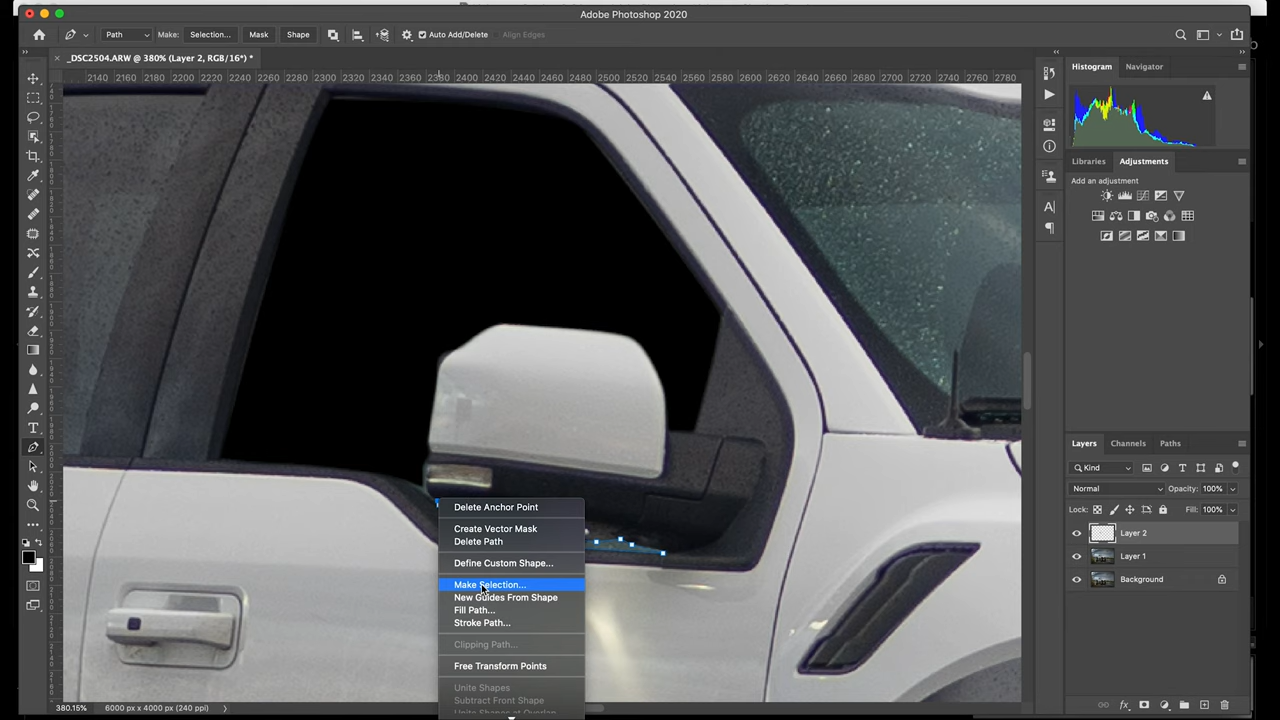 Adobe Photoshop 2020
Path
Make:
Selection...
Mask
Shape
Auto Add/Delete
Align Edges
_DSC2504.ARW @ 380% (Layer 2, RGB/16*) *
2140
2160
2180
2200
2220
2240
2260
2280
2300
2320
2340
2360
2380
2400
2420
2440
2460
2480
2500
2520
2540
2560
2580
2600
2620
2640
2660
2680
2700
2720
2740
2760
2780
Histogram
Navigator
Libraries
Adjustments
Add an adjustment
Delete Anchor Point
Create Vector Mask
Delete Path
Define Custom Shape...
Make Selection...
New Guides From Shape
Fill Path...
Stroke Path...
Clipping Path...
Free Transform Points
Unite Shapes
Subtract Front Shape
Layers
Channels
Paths
Kind
Normal
Opacity: 100%
Lock:
Fill: 100%
Layer 2
Layer 1
Background
380.15%
6000 px x 4000 px (240 ppi)